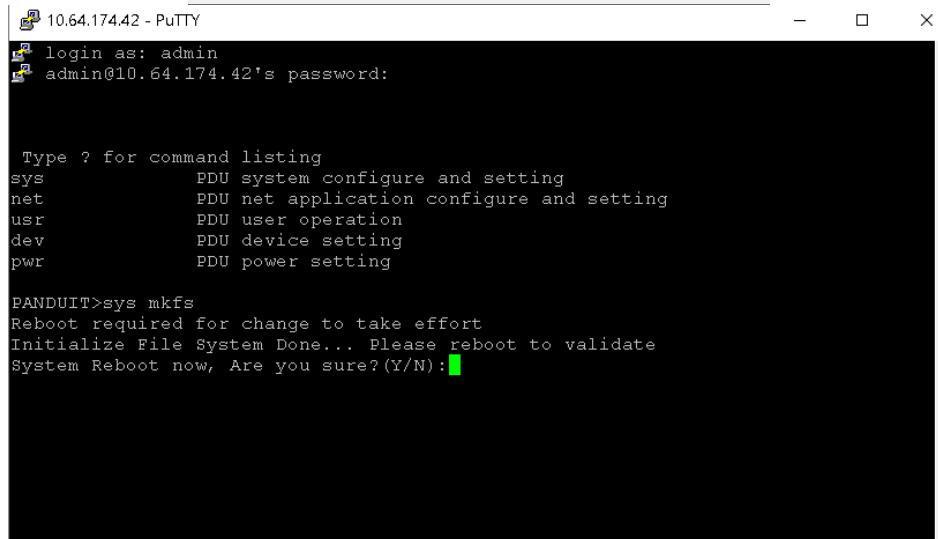 10.64.174.42 - PuTTY
login as: admin
admin@10.64.174.42's password:
Type ? for command listing
sys PDU system configure and setting
net PDU net application configure and setting
usr PDU user operation
dev PDU device setting
pwr PDU power setting
PANDUIT>sys mkfs
Reboot required for change to take effort
Initialize File System Done... Please reboot to validate
System Reboot now, Are you sure?(Y/N):